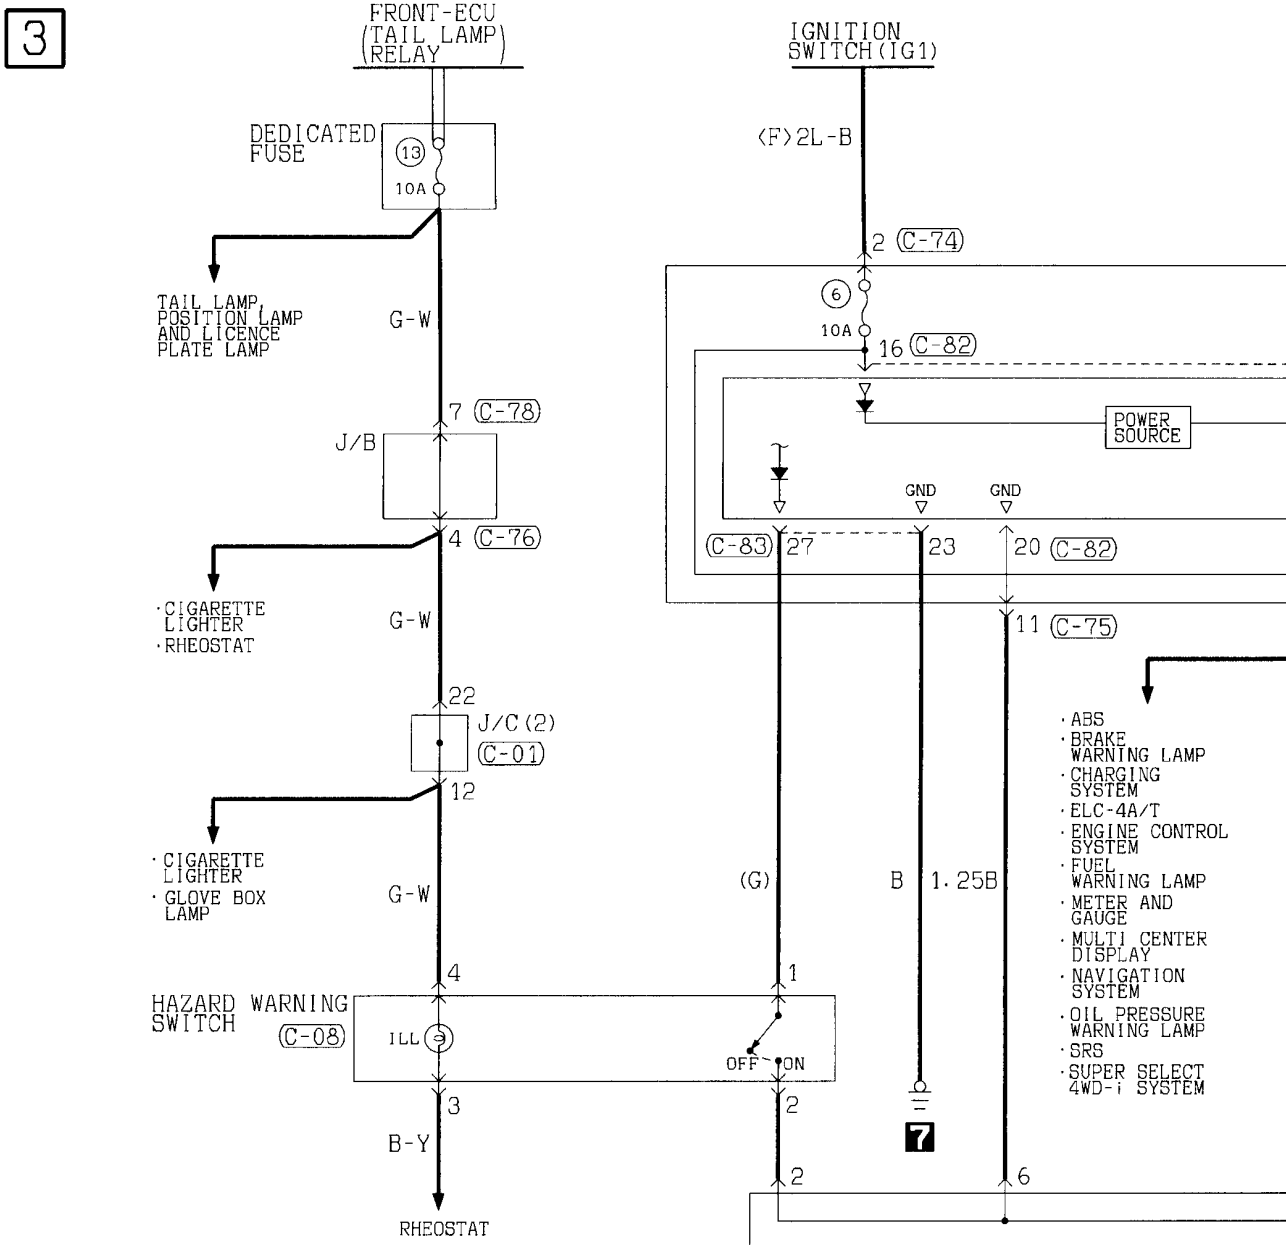 3
FRONT-ECU
(TAIL LAMP)
RELAY
IGNITION
SWITCH(IG1)
DEDICATED
FUSE
13
10A
<F>2L-B
2 C-74
6
10A
16 C-82
TAIL LAMP,
POSITION LAMP
AND LICENCE
PLATE LAMP
G-W
7 C-78
J/B
POWER
SOURCE
GND
GND
4 C-76
C-83 27
23
20 C-82
·CIGARETTE
LIGHTER
·RHEOSTAT
G-W
11 C-75
22
J/C(2)
C-01
12
·CIGARETTE
LIGHTER
·GLOVE BOX
LAMP
G-W
(G)
B
1.25B
·ABS
·BRAKE
WARNING LAMP
·CHARGING
SYSTEM
·ELC-4A/T
·ENGINE CONTROL
SYSTEM
·FUEL
WARNING LAMP
·METER AND
GAUGE
·MULTI CENTER
DISPLAY
·NAVIGATION
SYSTEM
·OIL PRESSURE
WARNING LAMP
·SRS
·SUPER SELECT
4WD-i SYSTEM
4
1
HAZARD WARNING
SWITCH
C-08
ILL
OFF
ON
3
2
B-Y
7
2
6
RHEOSTAT